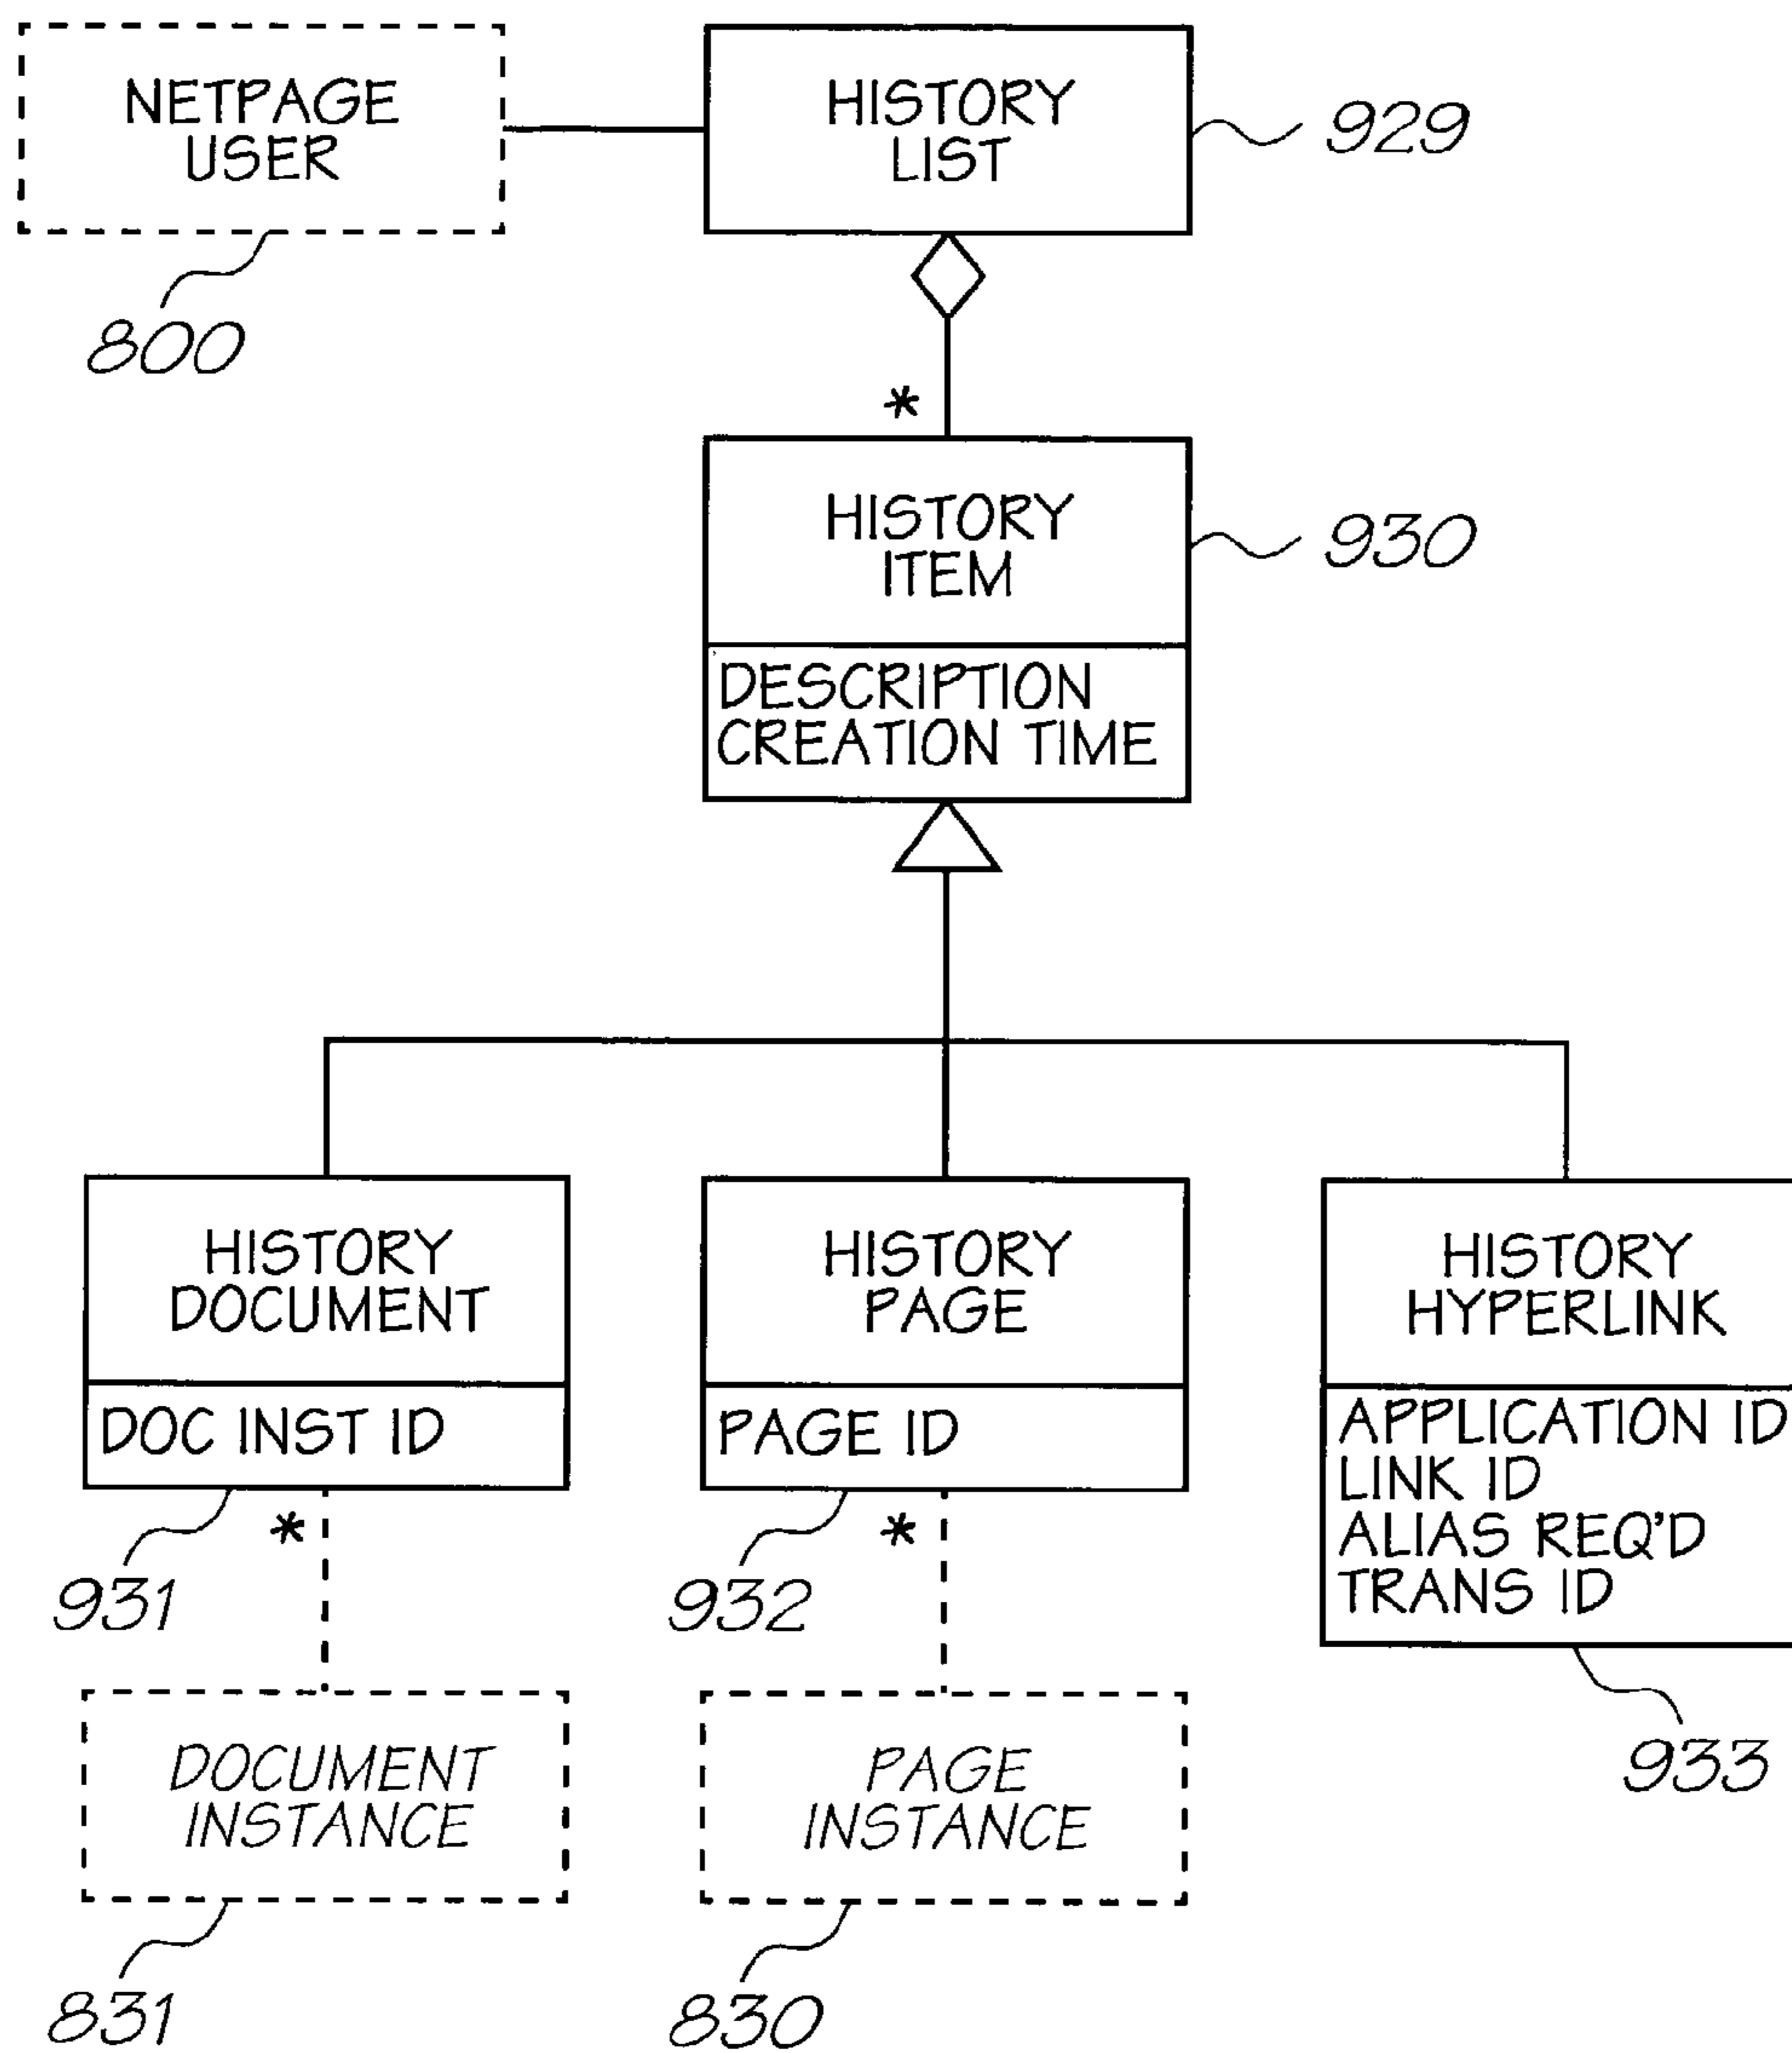 NETPAGE
USER
800
HISTORY
LIST
929
*
HISTORY
ITEM
930
DESCRIPTION
CREATION TIME
HISTORY
DOCUMENT
DOC INST ID
*
931
HISTORY
PAGE
PAGE ID
*
932
HISTORY
HYPERLINK
APPLICATION ID
LINK ID
ALIAS REQ'D
TRANS ID
933
DOCUMENT
INSTANCE
831
PAGE
INSTANCE
830